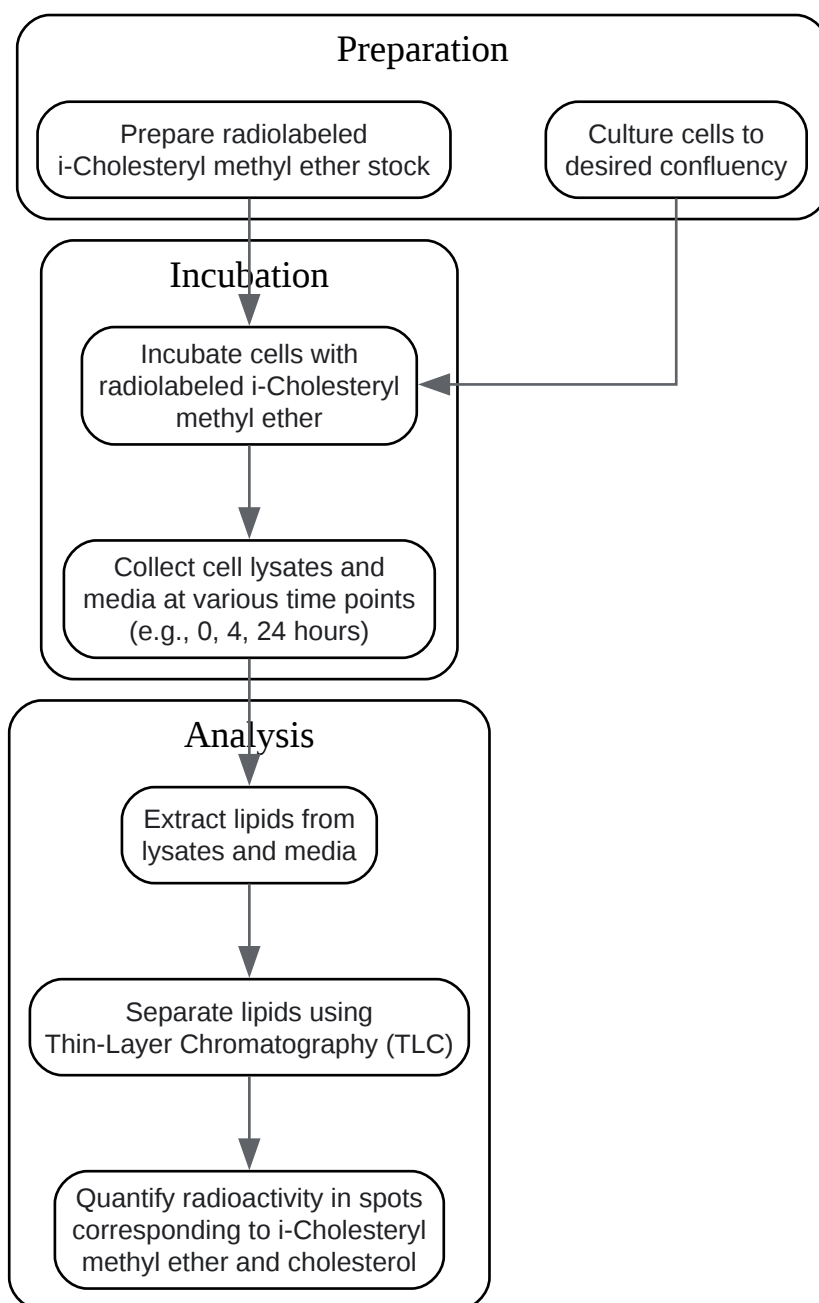 Preparation
Prepare radiolabeled
i-Cholesteryl methyl ether stock
Culture cells to
desired confluency
Incubation
Incubate cells with
radiolabeled i-Cholesteryl
methyl ether
Collect cell lysates and
media at various time points
(e.g., 0, 4, 24 hours)
Analysis
Extract lipids from
lysates and media
Separate lipids using
Thin-Layer Chromatography (TLC)
Quantify radioactivity in spots
corresponding to i-Cholesteryl
methyl ether and cholesterol